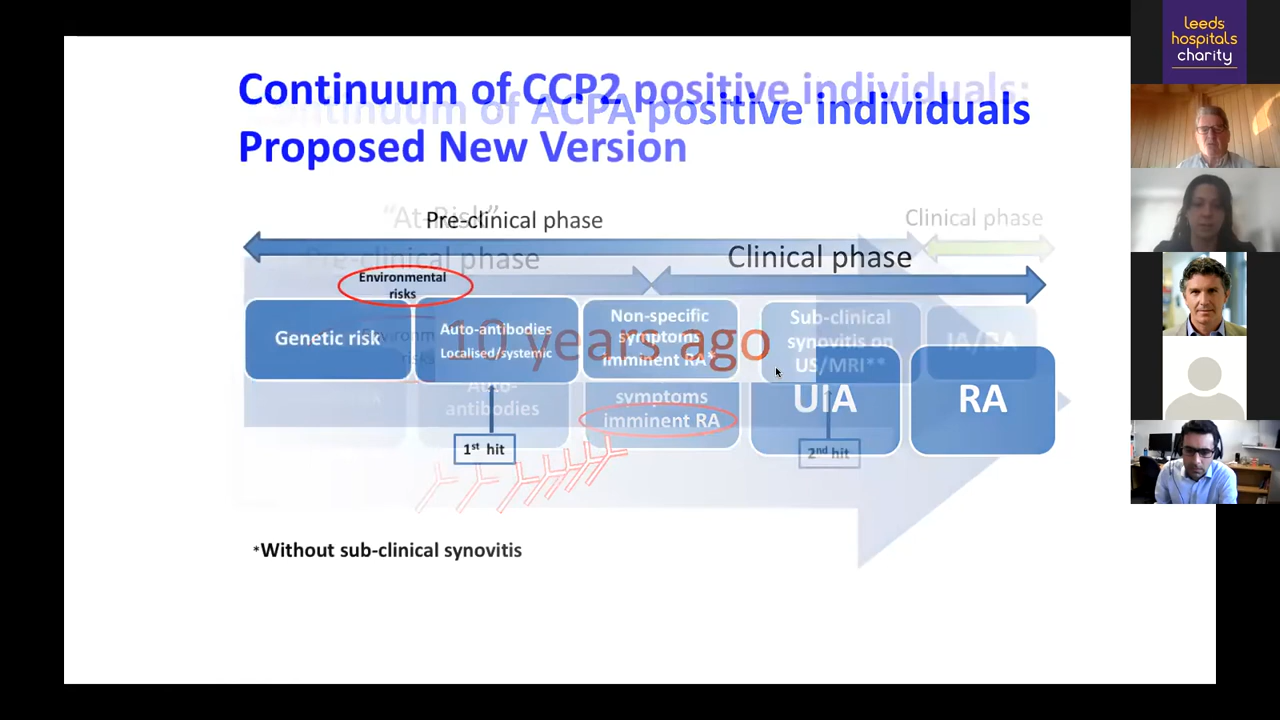 Continuum of CCP2 positive individuals:
Continuum of ACPA positive individuals
Proposed New Version
"At-Risk"
Pre-clinical phase
Clinical phase
Pre-clinical phase
Clinical phase
Environmental
risks
Genetic risk
Auto-antibodies
Localised/systemic
Non-specific
symptoms
imminent RA*
Sub-clinical
synovitis on
US/MRI**
IA/RA
10 years ago
Auto-
antibodies
symptoms
imminent RA
UIA
RA
1st hit
2nd hit
*Without sub-clinical synovitis
leeds
hospitals
charity